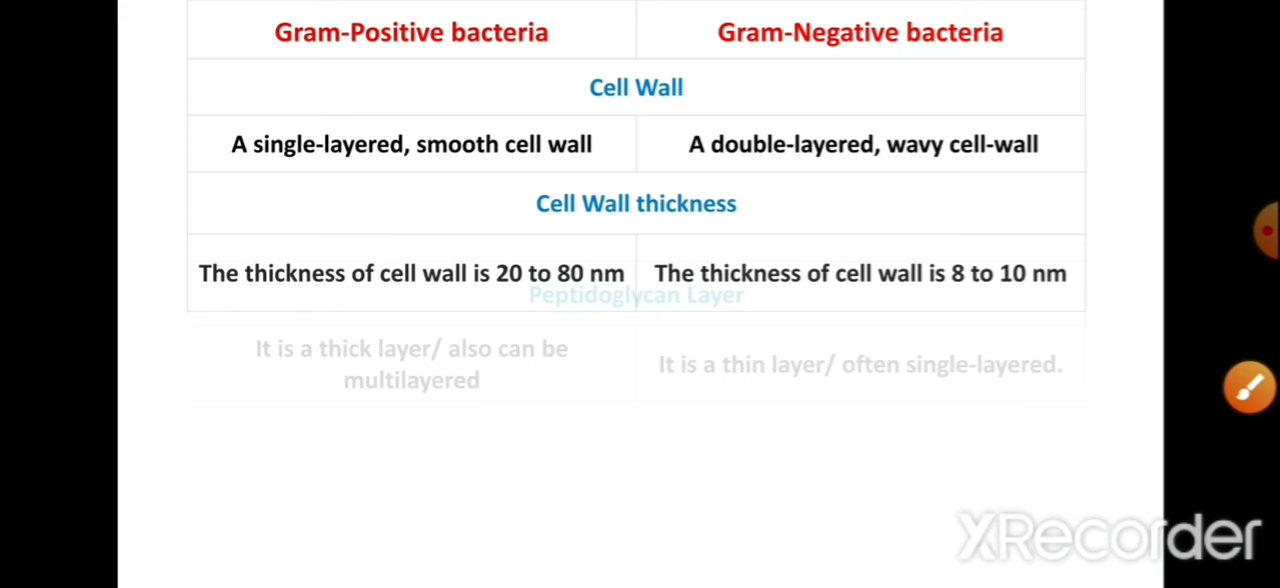 Gram-Positive bacteria
Gram-Negative bacteria
Cell Wall
A single-layered, smooth cell wall
A double-layered, wavy cell-wall
Cell Wall thickness
The thickness of cell wall is 20 to 80 nm
The thickness of cell wall is 8 to 10 nm
Peptidoglycan Layer
It is a thick layer/ also can be
multilayered
It is a thin layer/ often single-layered.
XRecorder